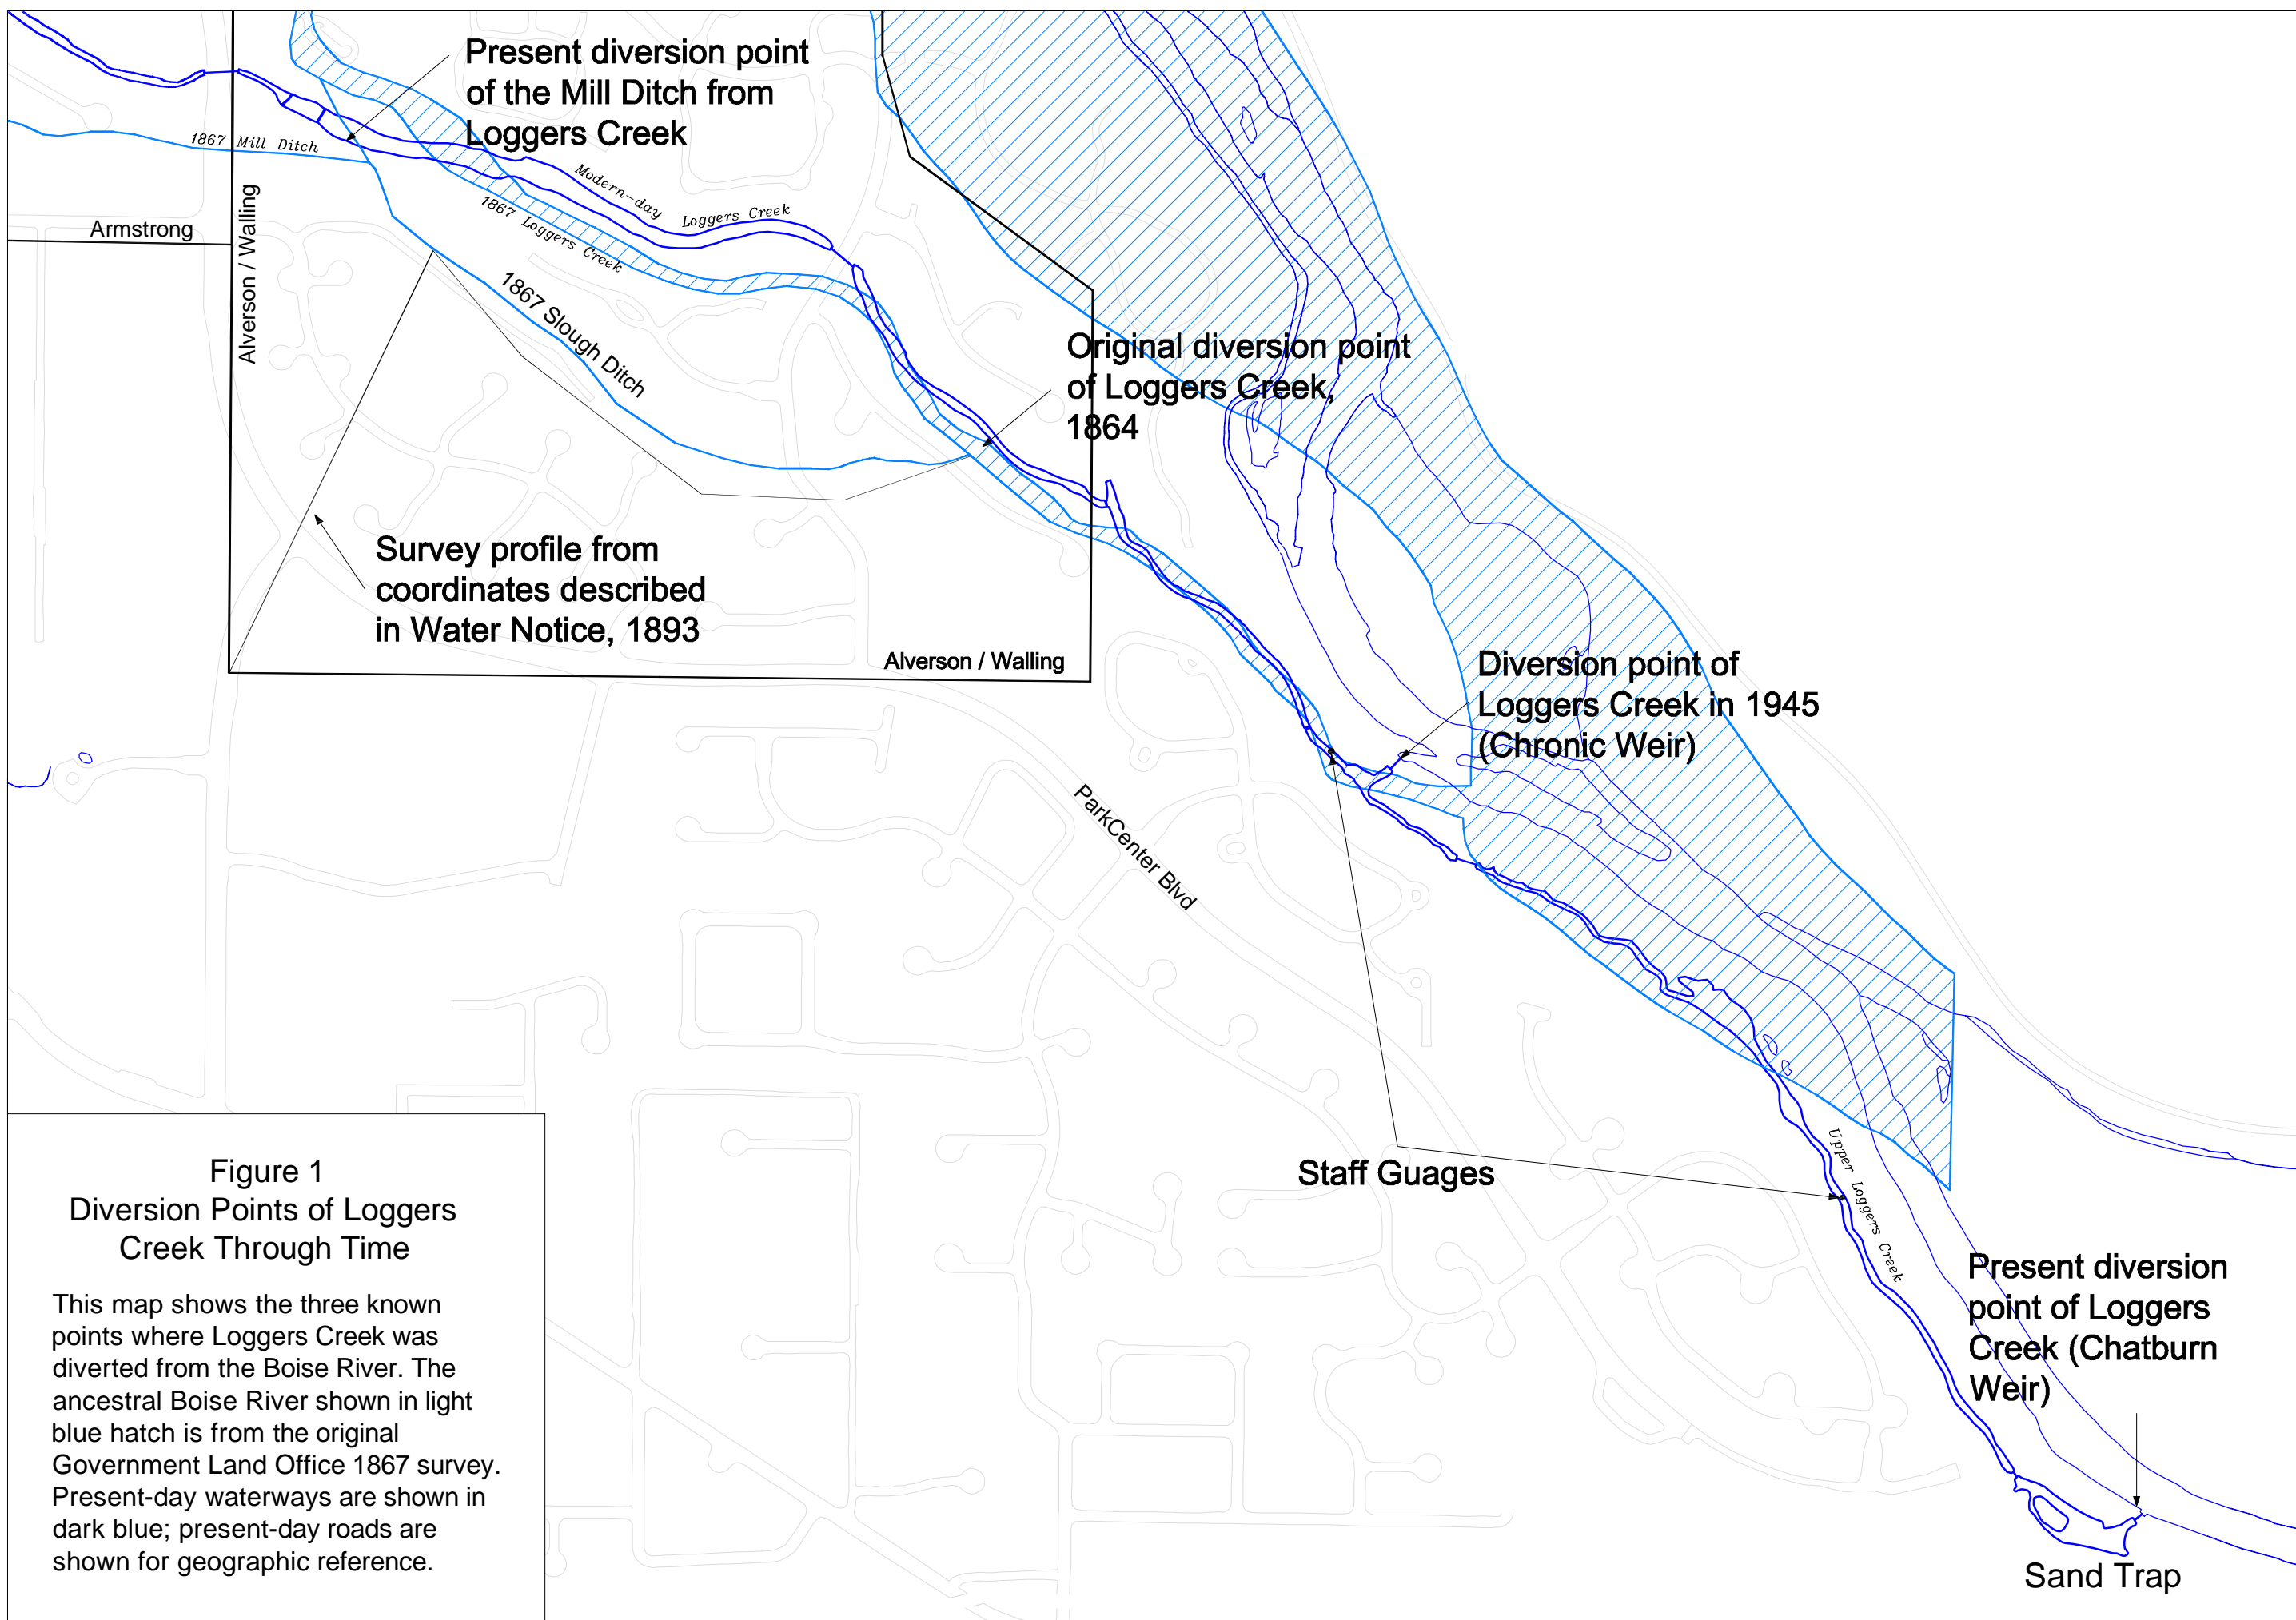 Present diversion point
of the Mill Ditch from
Loggers Creek
1867 Mill Ditch
Armstrong
Alverson / Walling
Modern-day Loggers Creek
1867 Loggers Creek
1867 Slough Ditch
Original diversion point
of Loggers Creek,
1864
Survey profile from
coordinates described
in Water Notice, 1893
Alverson / Walling
Diversion point of
Loggers Creek in 1945
(Chronic Weir)
ParkCenter Blvd
Staff Guages
Upper Loggers Creek
Present diversion
point of Loggers
Creek (Chatburn
Weir)
Sand Trap
Figure 1
Diversion Points of Loggers
Creek Through Time
This map shows the three known
points where Loggers Creek was
diverted from the Boise River. The
ancestral Boise River shown in light
blue hatch is from the original
Government Land Office 1867 survey.
Present-day waterways are shown in
dark blue; present-day roads are
shown for geographic reference.